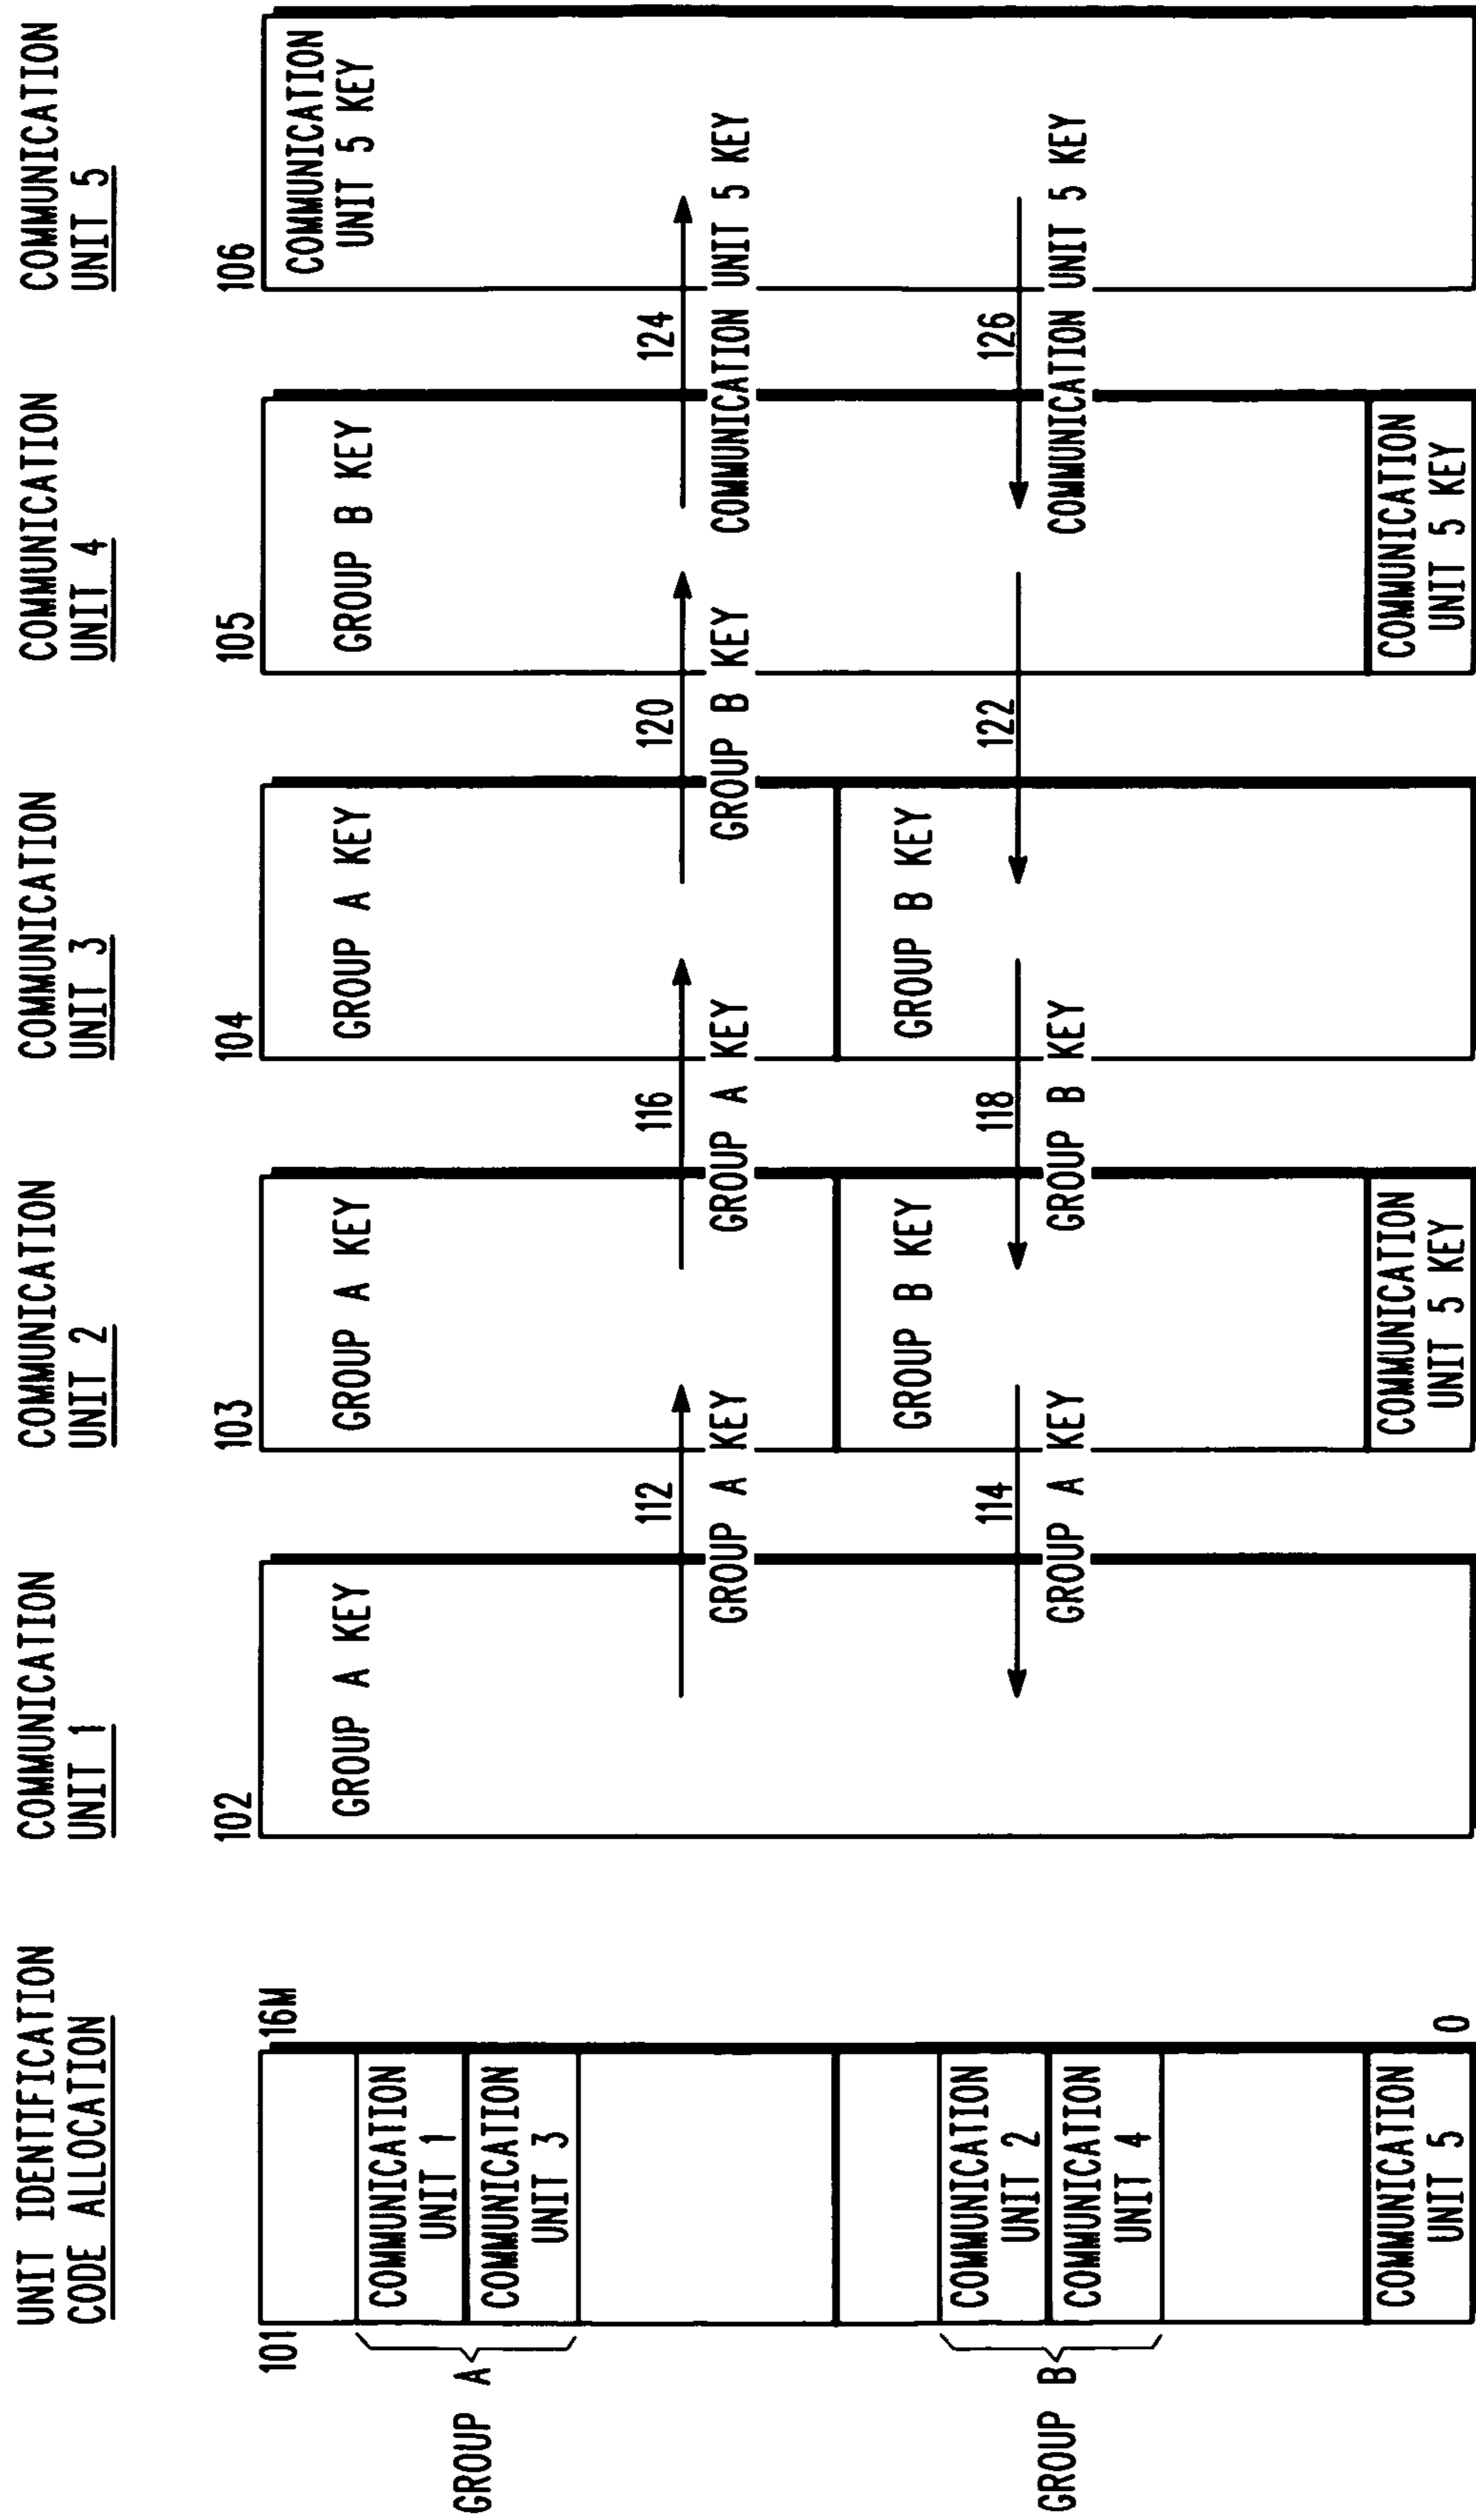 UNIT IDENTIFICATION
CODE ALLOCATION
101
16M
COMMUNICATION
UNIT 1
COMMUNICATION
UNIT 3
GROUP A
COMMUNICATION
UNIT 2
COMMUNICATION
UNIT 4
GROUP B
COMMUNICATION
UNIT 5
0
COMMUNICATION
UNIT 1
102
GROUP A KEY
112
GROUP A KEY
114
GROUP A KEY
COMMUNICATION
UNIT 2
103
GROUP A KEY
GROUP B KEY
COMMUNICATION
UNIT 5 KEY
116
GROUP A KEY
118
GROUP B KEY
COMMUNICATION
UNIT 3
104
GROUP A KEY
GROUP B KEY
120
GROUP B KEY
122
COMMUNICATION
UNIT 4
105
GROUP B KEY
COMMUNICATION
UNIT 5 KEY
124
COMMUNICATION UNIT 5 KEY
126
COMMUNICATION UNIT 5 KEY
COMMUNICATION
UNIT 5
106
COMMUNICATION
UNIT 5 KEY